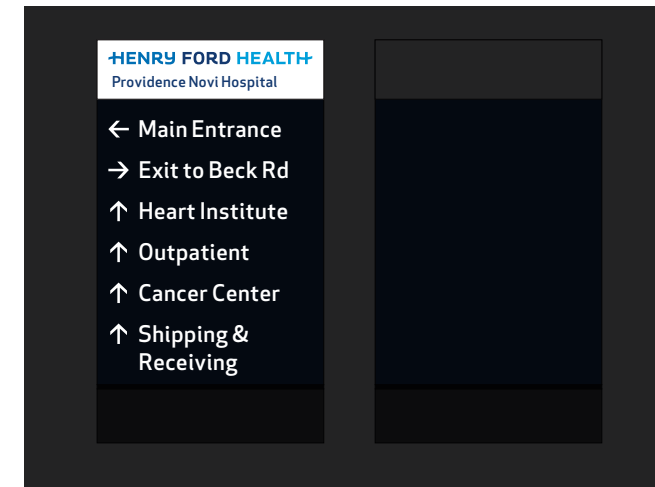 HENRY FORD HEALTH
Providence Novi Hospital
← Main Entrance
→ Exit to Beck Rd
↑ Heart Institute
↑ Outpatient
↑ Cancer Center
↑ Shipping &
Receiving